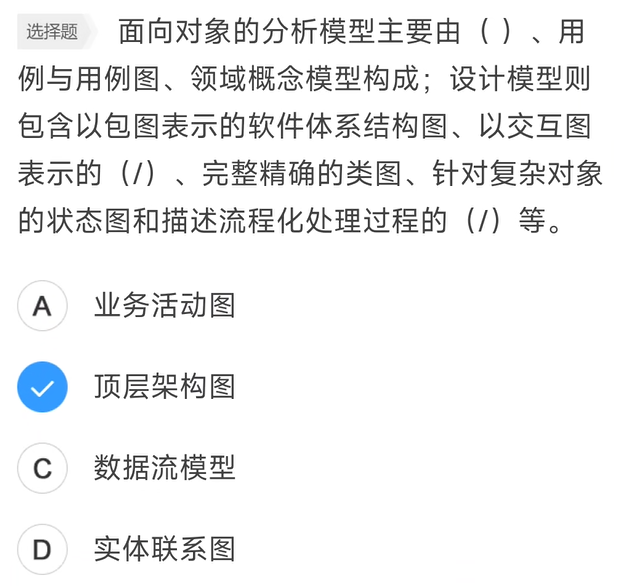 选择题 面向对象的分析模型主要由（ ）、用
例与用例图、领域概念模型构成；设计模型则
包含以包图表示的软件体系结构图、以交互图
表示的（/）、完整精确的类图、针对复杂对象
的状态图和描述流程化处理过程的（/）等。
A 业务活动图
顶层架构图
C 数据流模型
D 实体联系图